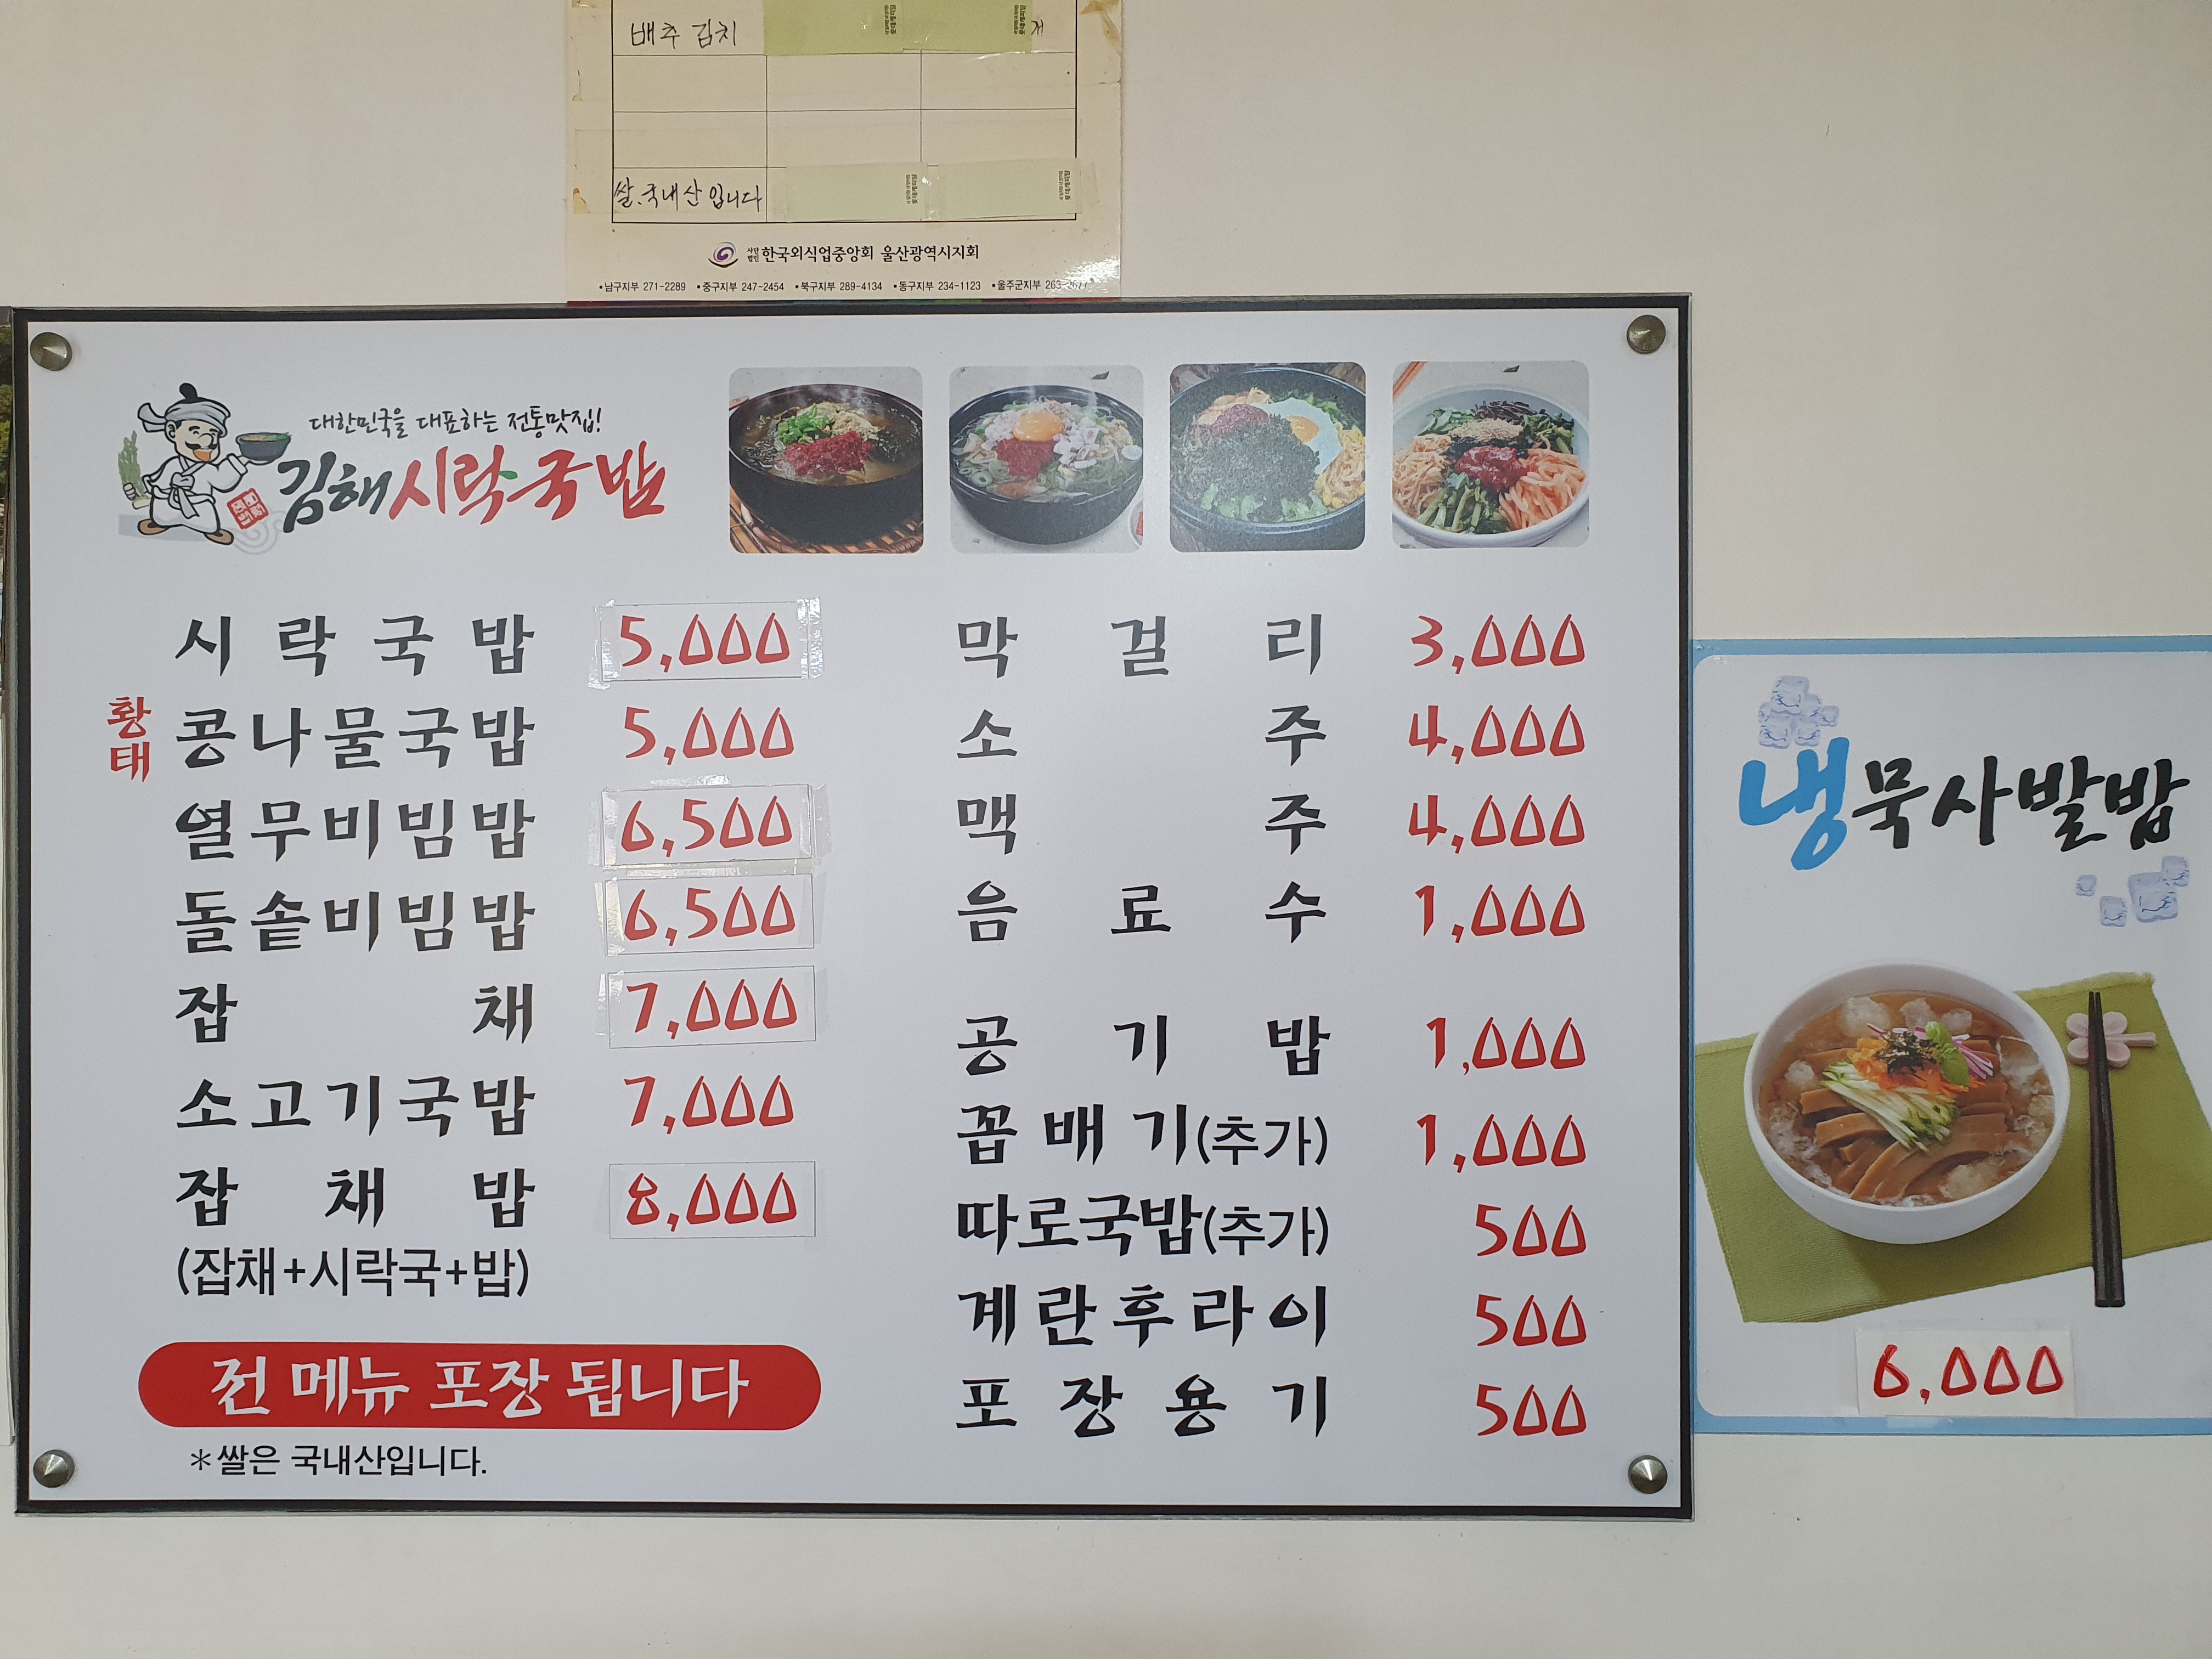 배추 김치
쌀.국내산입니다
사단법인 한국외식업중앙회 울산광역시지회
•남구지부 271-2289 •중구지부 247-2454 •북구지부 289-4134 •동구지부 234-1123 •울주군지부
대한민국을 대표하는 전통맛집!
김해시락국밥
시락국밥 5,000
황태 콩나물국밥 5,000
열무비빔밥 6,500
돌솥비빔밥 6,500
잡채 7,000
소고기국밥 7,000
잡채밥 8,000
(잡채+시락국+밥)
전 메뉴 포장 됩니다
*쌀은 국내산입니다.
막걸리 3,000
소주 4,000
맥주 4,000
음료수 1,000
공기밥 1,000
꼽배기(추가) 1,000
따로국밥(추가) 500
계란후라이 500
포장용기 500
냉묵사발밥
6,000